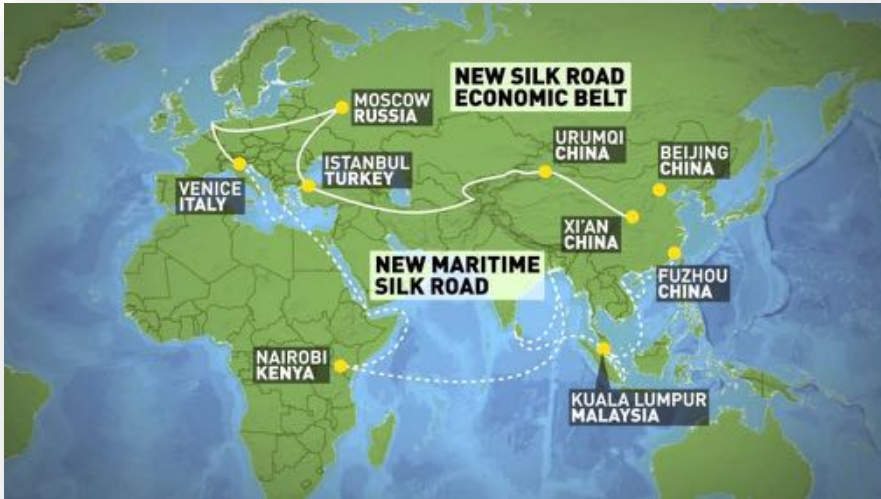 NEW SILK ROAD
ECONOMIC BELT
MOSCOW
RUSSIA
URUMQI
CHINA
BEIJING
CHINA
ISTANBUL
TURKEY
VENICE
ITALY
XI'AN
CHINA
NEW MARITIME
SILK ROAD
FUZHOU
CHINA
NAIROBI
KENYA
KUALA LUMPUR
MALAYSIA